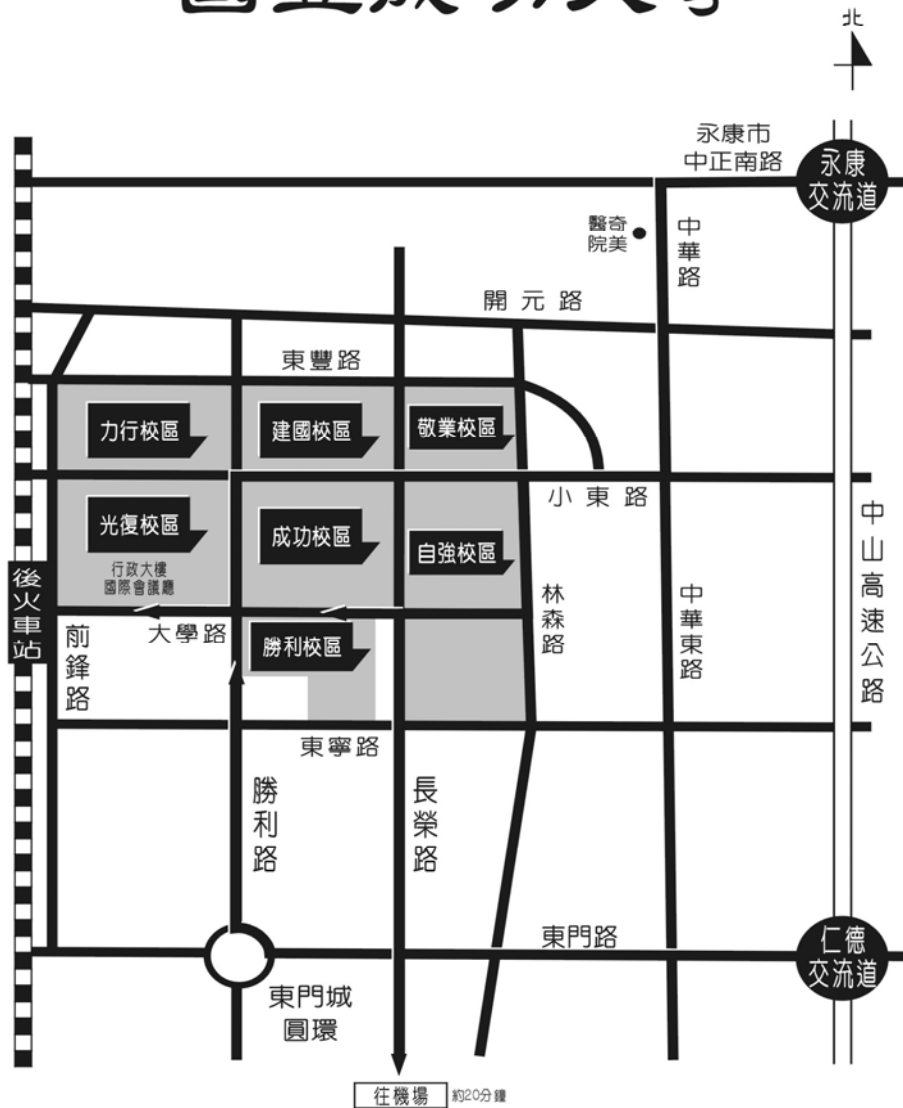 國立成功大學
北
永康市
中正南路
永康
交流道
醫奇
院美
中華路
開元路
東豐路
力行校區
建國校區
敬業校區
小東路
光復校區
成功校區
自強校區
行政大樓
國際會議廳
中山高速公路
後火車站
前鋒路
大學路
勝利校區
林森路
中華東路
東寧路
勝利路
長榮路
東門路
仁德
交流道
東門城
圓環
往機場 約20分鐘